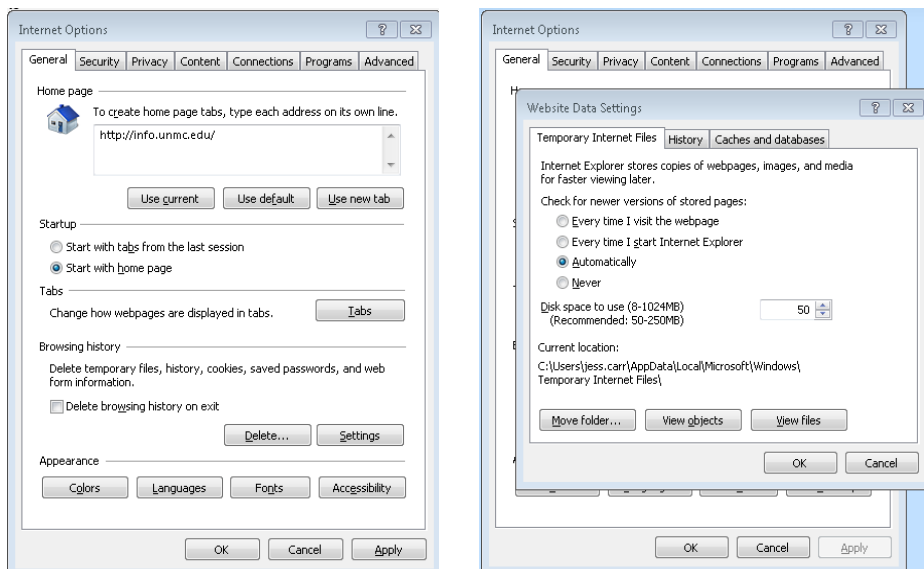 Internet Options
General Security Privacy Content Connections Programs Advanced
Home page
To create home page tabs, type each address on its own line.
http://info.unmc.edu/
Use current Use default Use new tab
Startup
Start with tabs from the last session
Start with home page
Tabs
Change how webpages are displayed in tabs. Tabs
Browsing history
Delete temporary files, history, cookies, saved passwords, and web
form information.
Delete browsing history on exit
Delete... Settings
Appearance
Colors Languages Fonts Accessibility
OK Cancel Apply
Internet Options
General Security Privacy Content Connections Programs Advanced
Website Data Settings
Temporary Internet Files History Caches and databases
Internet Explorer stores copies of webpages, images, and media
for faster viewing later.
Check for newer versions of stored pages:
Every time I visit the webpage
Every time I start Internet Explorer
Automatically
Never
Disk space to use (8-1024MB) 50
(Recommended: 50-250MB)
Current location:
C:\Users\jess.carr\AppData\Local\Microsoft\Windows\
Temporary Internet Files\
Move folder... View objects View files
OK Cancel
OK Cancel Apply